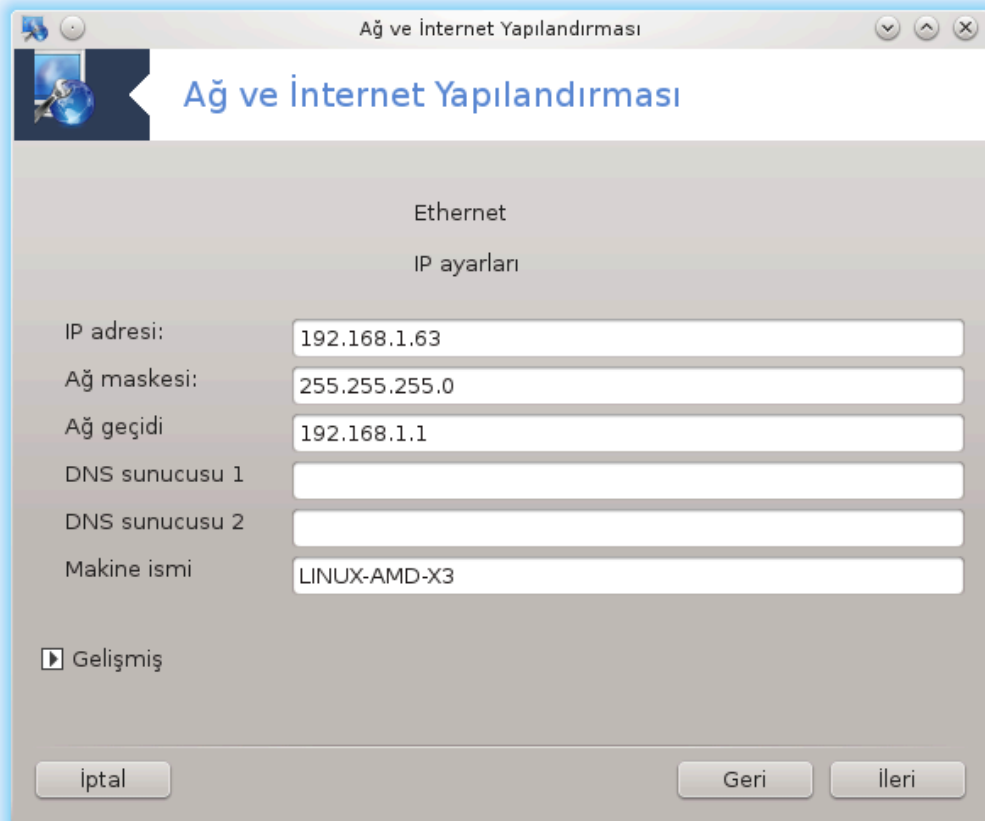 Ağ ve İnternet Yapılandırması
Ağ ve İnternet Yapılandırması
Ethernet
IP ayarları
IP adresi: 192.168.1.63
Ağ maskesi: 255.255.255.0
Ağ geçidi 192.168.1.1
DNS sunucusu 1
DNS sunucusu 2
Makine ismi LINUX-AMD-X3
Gelişmiş
İptal Geri İleri